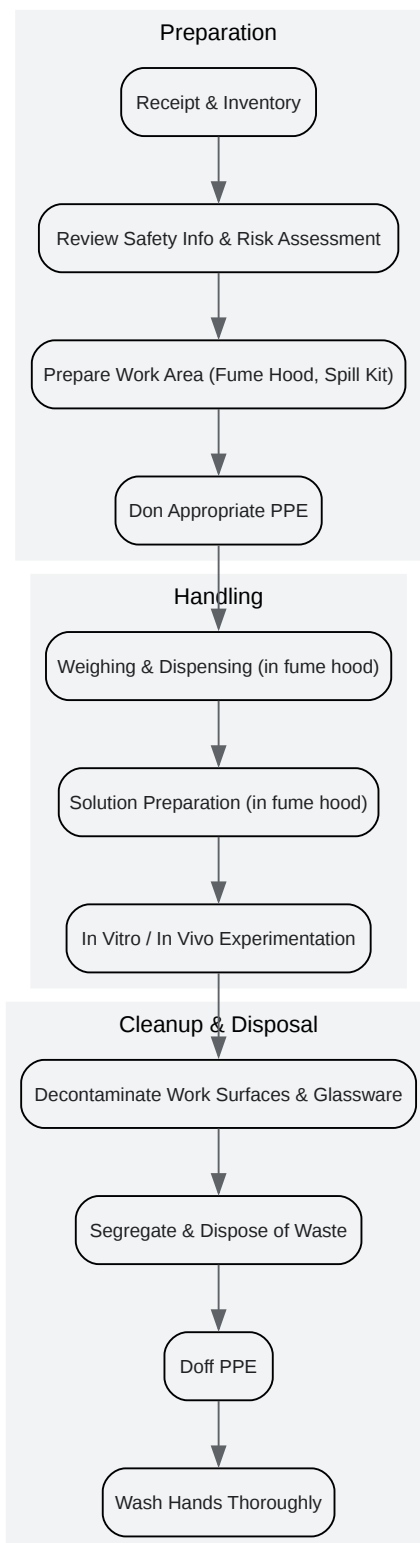 Preparation
Receipt & Inventory
Review Safety Info & Risk Assessment
Prepare Work Area (Fume Hood, Spill Kit)
Don Appropriate PPE
Handling
Weighing & Dispensing (in fume hood)
Solution Preparation (in fume hood)
In Vitro / In Vivo Experimentation
Cleanup & Disposal
Decontaminate Work Surfaces & Glassware
Segregate & Dispose of Waste
Doff PPE
Wash Hands Thoroughly